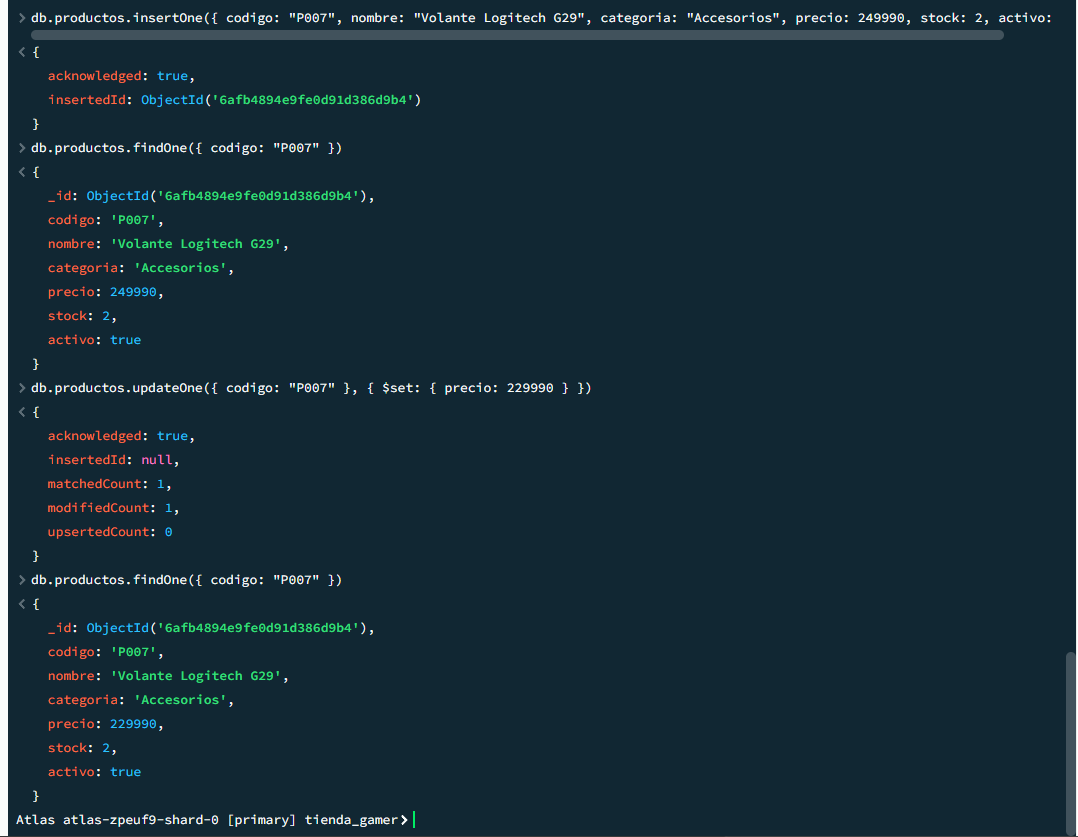 > db.productos.insertOne({ codigo: "P007", nombre: "Volante Logitech G29", categoria: "Accesorios", precio: 249990, stock: 2, activo:
< {
acknowledged: true,
insertedId: ObjectId('6afb4894e9fe0d91d386d9b4')
}
> db.productos.findOne({ codigo: "P007" })
< {
_id: ObjectId('6afb4894e9fe0d91d386d9b4'),
codigo: 'P007',
nombre: 'Volante Logitech G29',
categoria: 'Accesorios',
precio: 249990,
stock: 2,
activo: true
}
> db.productos.updateOne({ codigo: "P007" }, { $set: { precio: 229990 } })
< {
acknowledged: true,
insertedId: null,
matchedCount: 1,
modifiedCount: 1,
upsertedCount: 0
}
> db.productos.findOne({ codigo: "P007" })
< {
_id: ObjectId('6afb4894e9fe0d91d386d9b4'),
codigo: 'P007',
nombre: 'Volante Logitech G29',
categoria: 'Accesorios',
precio: 229990,
stock: 2,
activo: true
}
Atlas atlas-zpeuf9-shard-0 [primary] tienda_gamer>